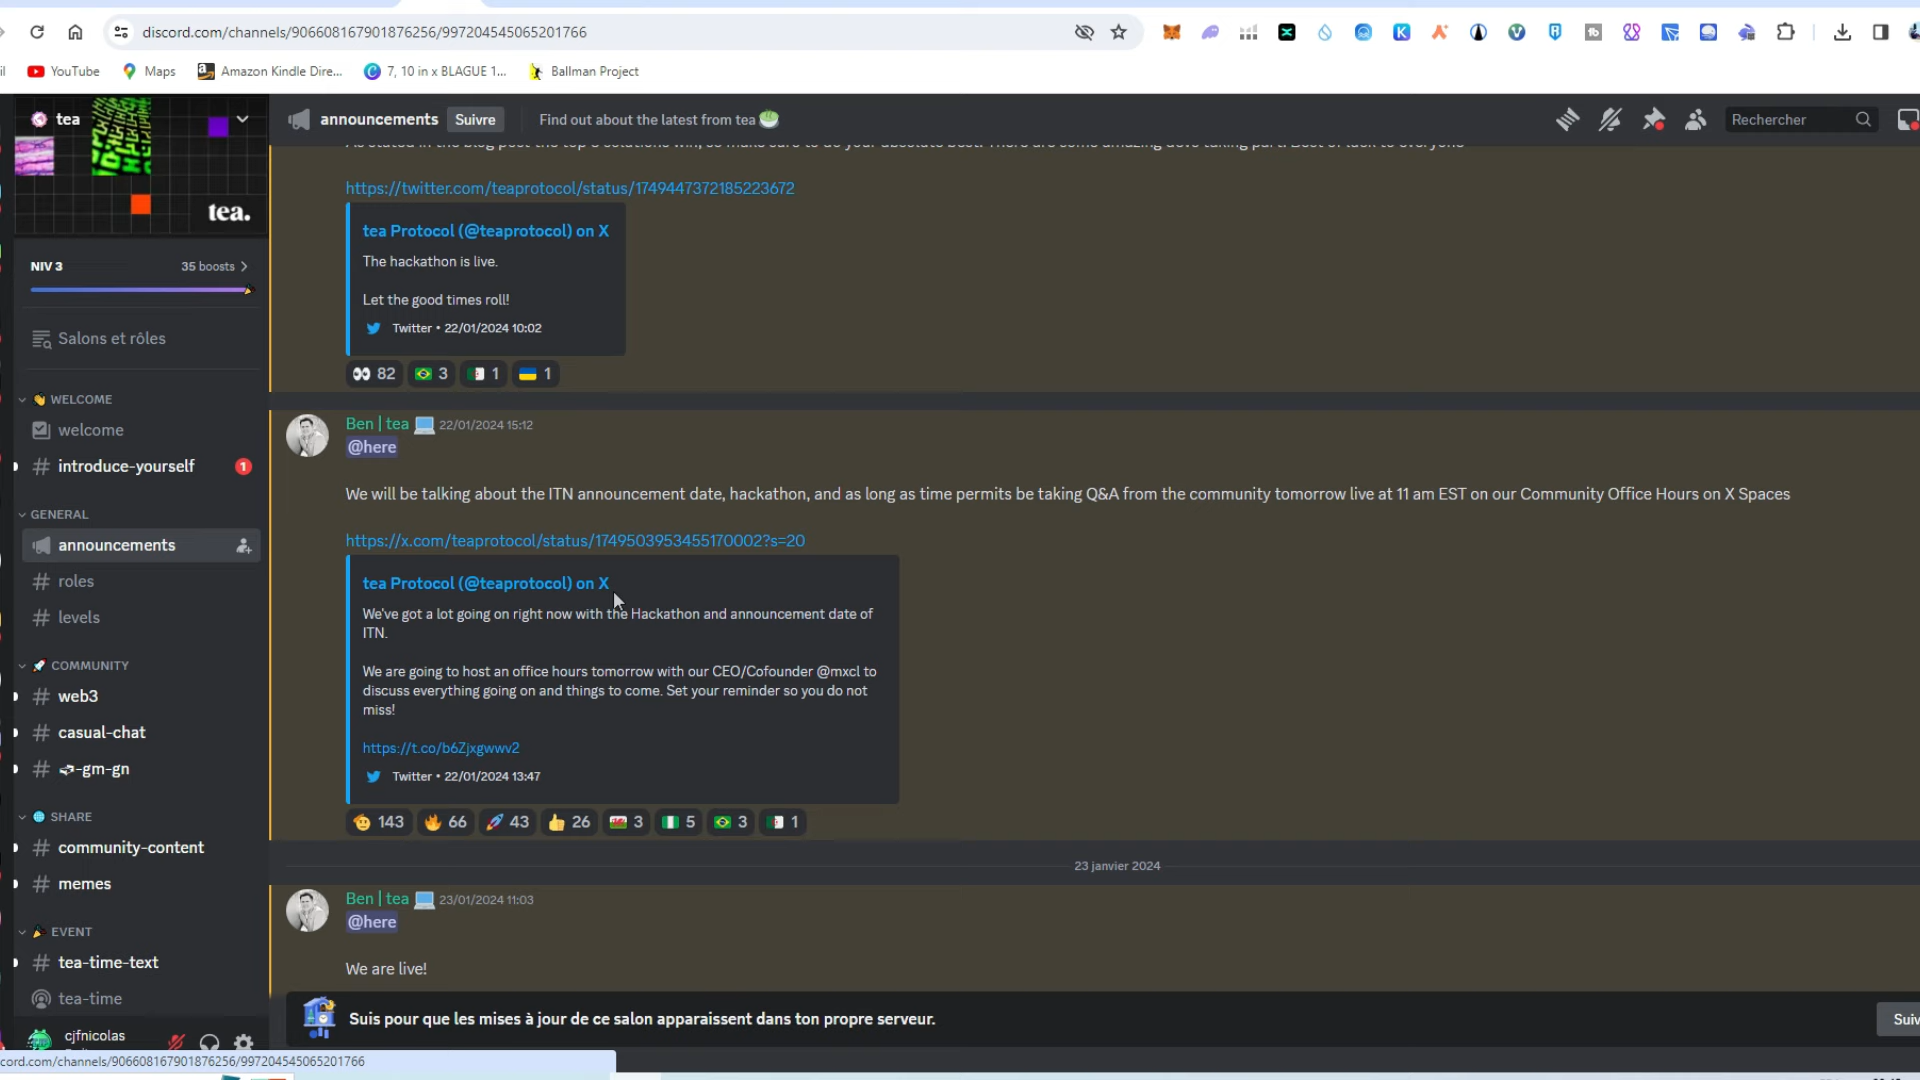 discord.com/channels/906608167901876256/997204545065201766
YouTube
Maps
Amazon Kindle Dire...
7, 10 in x BLAGUE 1...
Ballman Project
tea
tea.
NIV 3
35 boosts
Salons et rôles
WELCOME
welcome
introduce-yourself
1
GENERAL
announcements
roles
levels
COMMUNITY
web3
casual-chat
-gm-gn
SHARE
community-content
memes
EVENT
tea-time-text
tea-time
cjfnicolas
cord.com/channels/906608167901876256/997204545065201766
announcements
Suivre
Find out about the latest from tea🍵
Rechercher
https://twitter.com/teaprotocol/status/1749447372185223672
tea Protocol (@teaprotocol) on X
The hackathon is live.
Let the good times roll!
Twitter • 22/01/2024 10:02
82 3 1 1
Ben | tea 22/01/2024 15:12
@here
We will be talking about the ITN announcement date, hackathon, and as long as time permits be taking Q&A from the community tomorrow live at 11 am EST on our Community Office Hours on X Spaces
https://x.com/teaprotocol/status/1749503953455170002?s=20
tea Protocol (@teaprotocol) on X
We've got a lot going on right now with the Hackathon and announcement date of
ITN.
We are going to host an office hours tomorrow with our CEO/Cofounder @mxcl to
discuss everything going on and things to come. Set your reminder so you do not
miss!
https://t.co/b6Zjxgwwv2
Twitter • 22/01/2024 13:47
143 66 43 26 3 5 3 1
23 janvier 2024
Ben | tea 23/01/2024 11:03
@here
We are live!
Suis pour que les mises à jour de ce salon apparaissent dans ton propre serveur.
Suiv